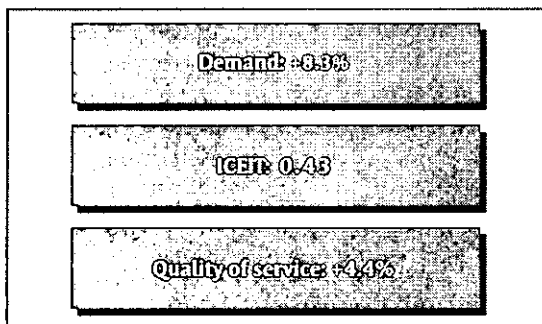 Demand: +8.3%
ICEIT: 0.43
Quality of service: +4.4%